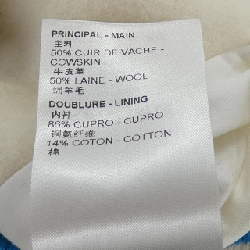 PRINCIPAL - MAIN
主料
50% CUIR DE VACHE -
COWSKIN
牛皮革
50% LAINE - WOOL
绵羊毛
DOUBLURE - LINING
内衬
86% CUPRO - CUPRO
铜氨纤维
14% COTON - COTTON
棉